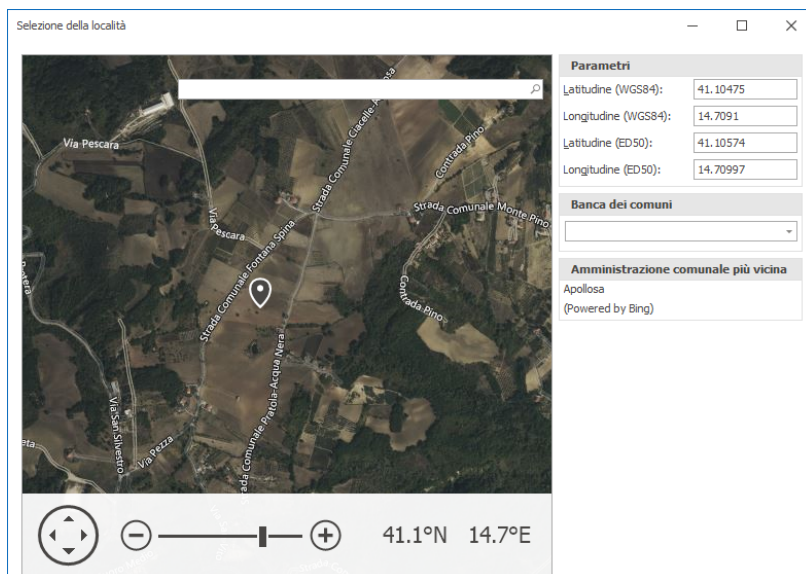 Selezione della località
Parametri
Latitudine (WGS84):
41.10475
Longitudine (WGS84):
14.7091
Latitudine (ED50):
41.10574
Longitudine (ED50):
14.70997
Banca dei comuni
Amministrazione comunale più vicina
Apollosa
(Powered by Bing)
Via Pescara
Strada Comunale Ciacelle-
Contrada Pino
Strada Comunale Monte Pino
Via Pescara
Strada Comunale Fontana Spina
Contrada Pino
Strada Comunale Pratola-Acqua Nera
Via San Silvestro
Via Pezza
41.1°N 14.7°E